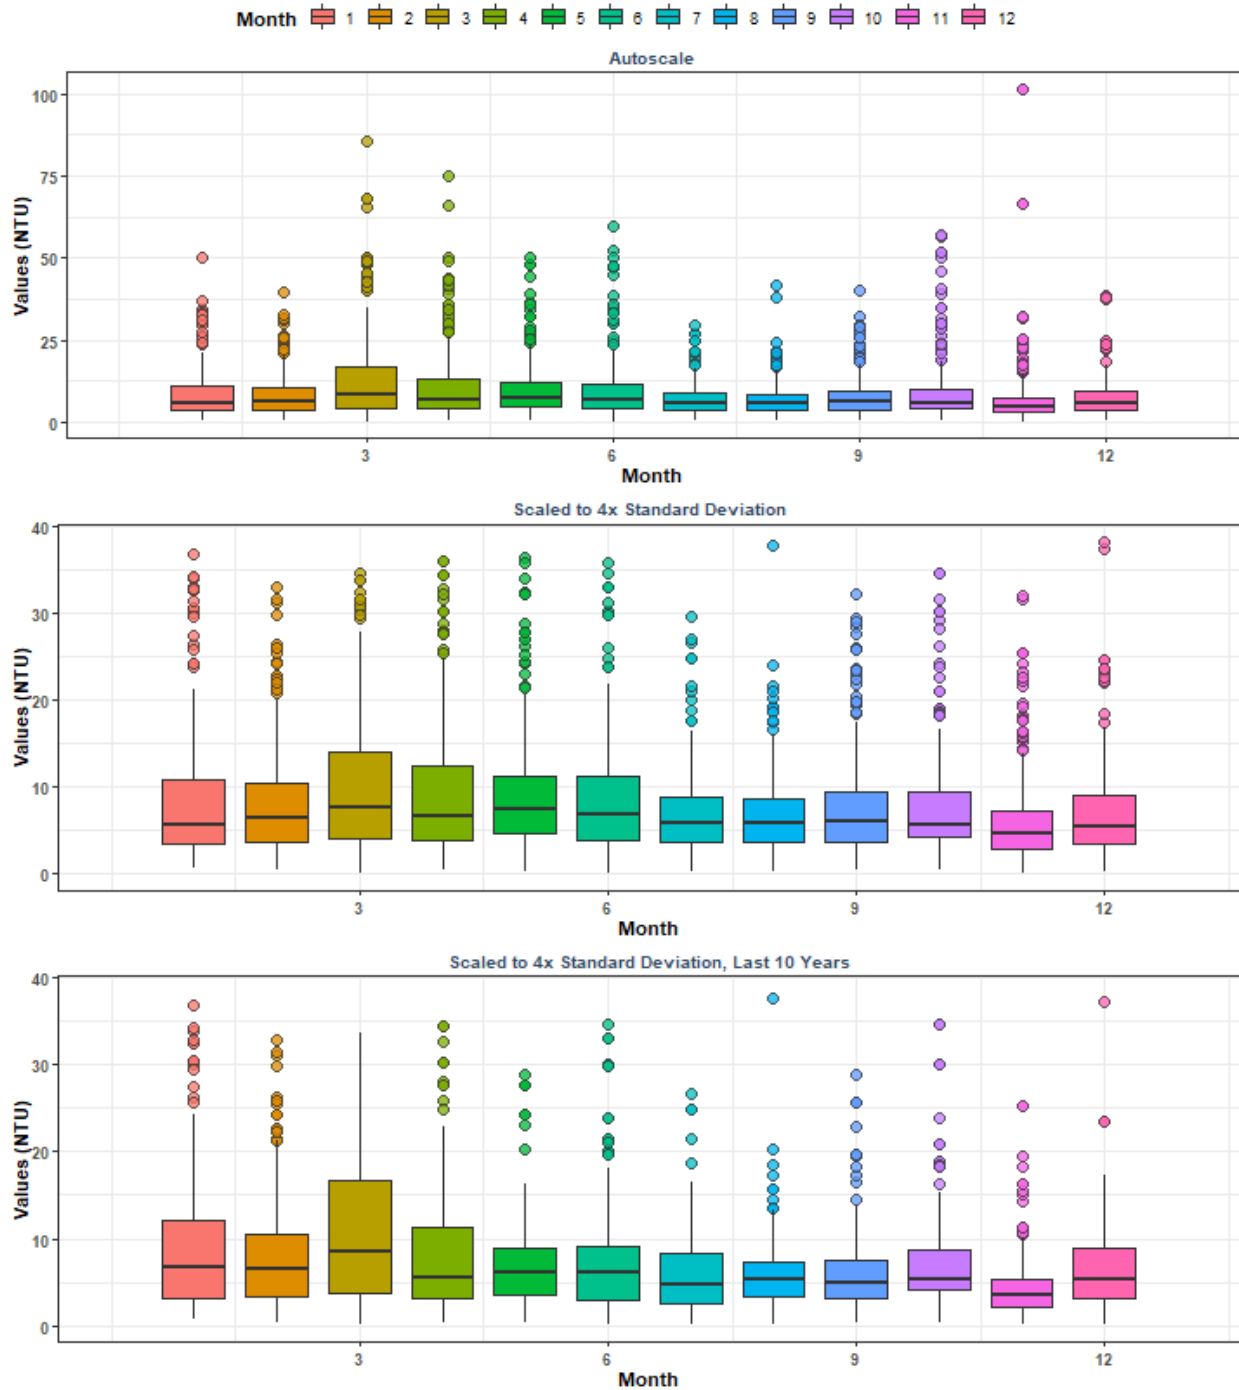 Month 1 2 3 4 5 6 7 8 9 10 11 12
Autoscale
Values (NTU)
100
75
50
25
0
3 6 9 12
Month
Scaled to 4x Standard Deviation
Values (NTU)
40
30
20
10
0
3 6 9 12
Month
Scaled to 4x Standard Deviation, Last 10 Years
Values (NTU)
40
30
20
10
0
3 6 9 12
Month